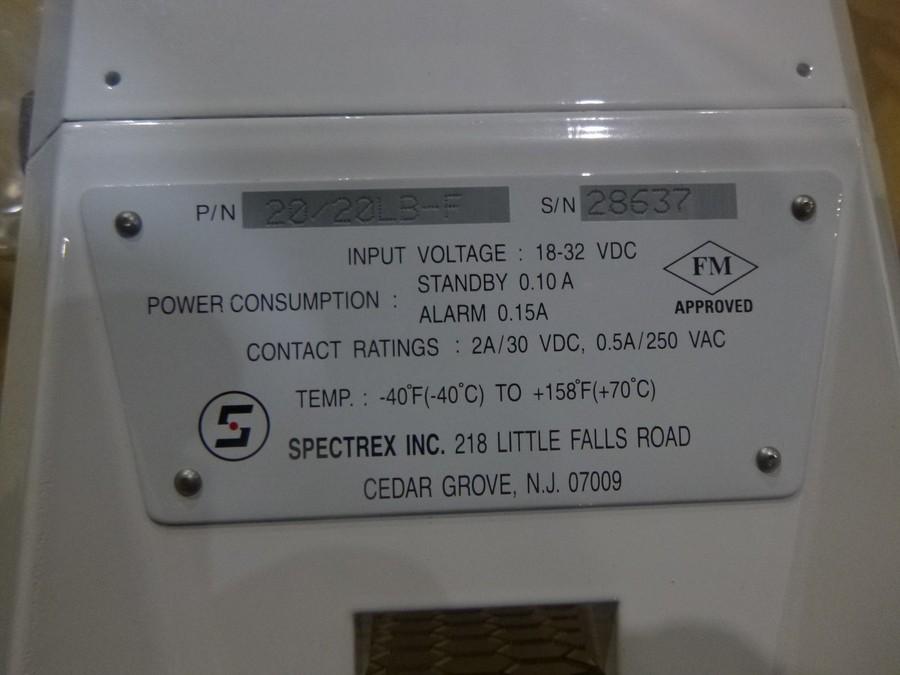 P/N 20/20LB-F S/N 28637
INPUT VOLTAGE : 18-32 VDC
FM
POWER CONSUMPTION : STANDBY 0.10 A
ALARM 0.15A
APPROVED
CONTACT RATINGS : 2A/30 VDC, 0.5A/250 VAC
TEMP. : -40°F(-40°C) TO +158°F(+70°C)
SPECTREX INC. 218 LITTLE FALLS ROAD
CEDAR GROVE, N.J. 07009